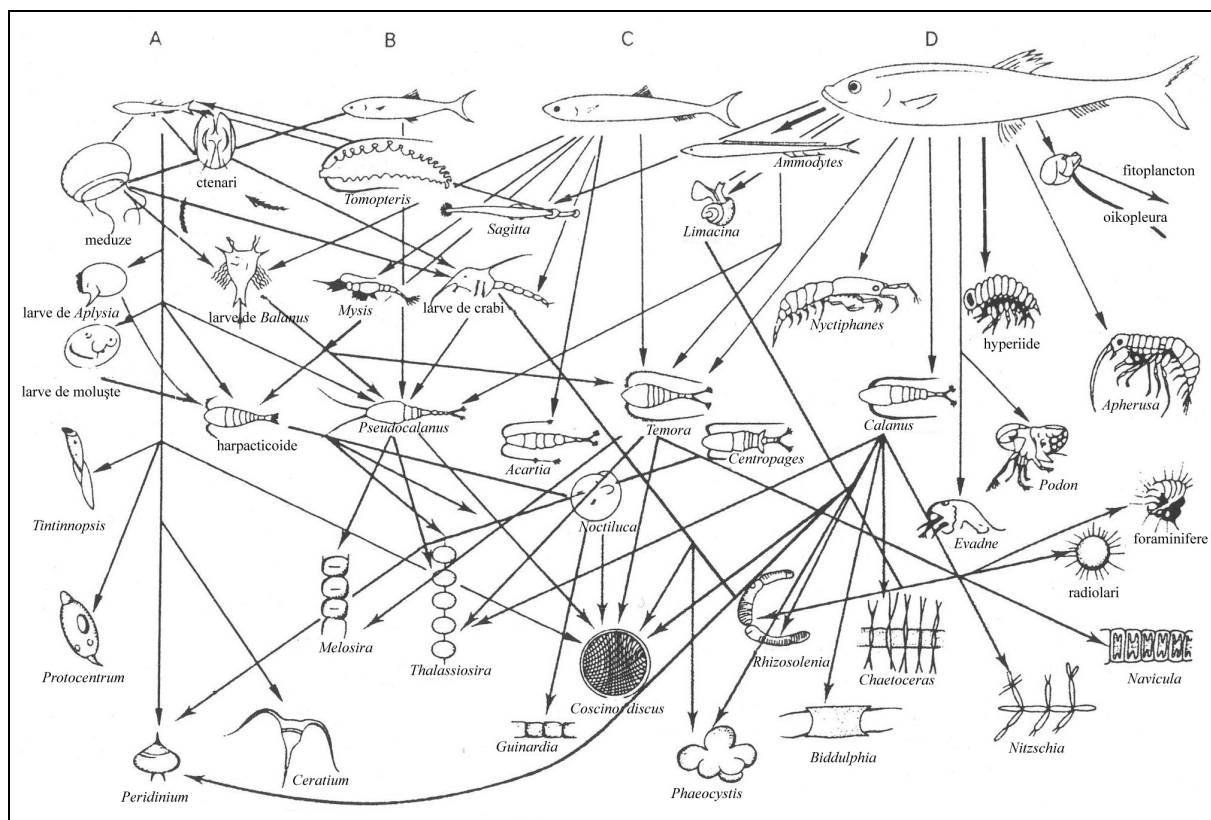 A
B
C
D
Ammodytes
fitoplancton
ctenari
Tomopteris
oikopleura
Sagitta
Limacina
meduze
larve de Aplysia
larve de Balanus
Mysis
larve de crabi
Nyctiphanes
hyperiide
larve de moluşte
Apherusa
harpacticoide
Pseudocalanus
Temora
Calanus
Acartia
Centropages
Podon
Tintinnopsis
Noctiluca
Evadne
foraminifere
radiolari
Melosira
Thalassiosira
Rhizosolenia
Chaetoceras
Navicula
Protocentrum
Coscinodiscus
Guinardia
Biddulphia
Nitzschia
Ceratium
Peridinium
Phaeocystis